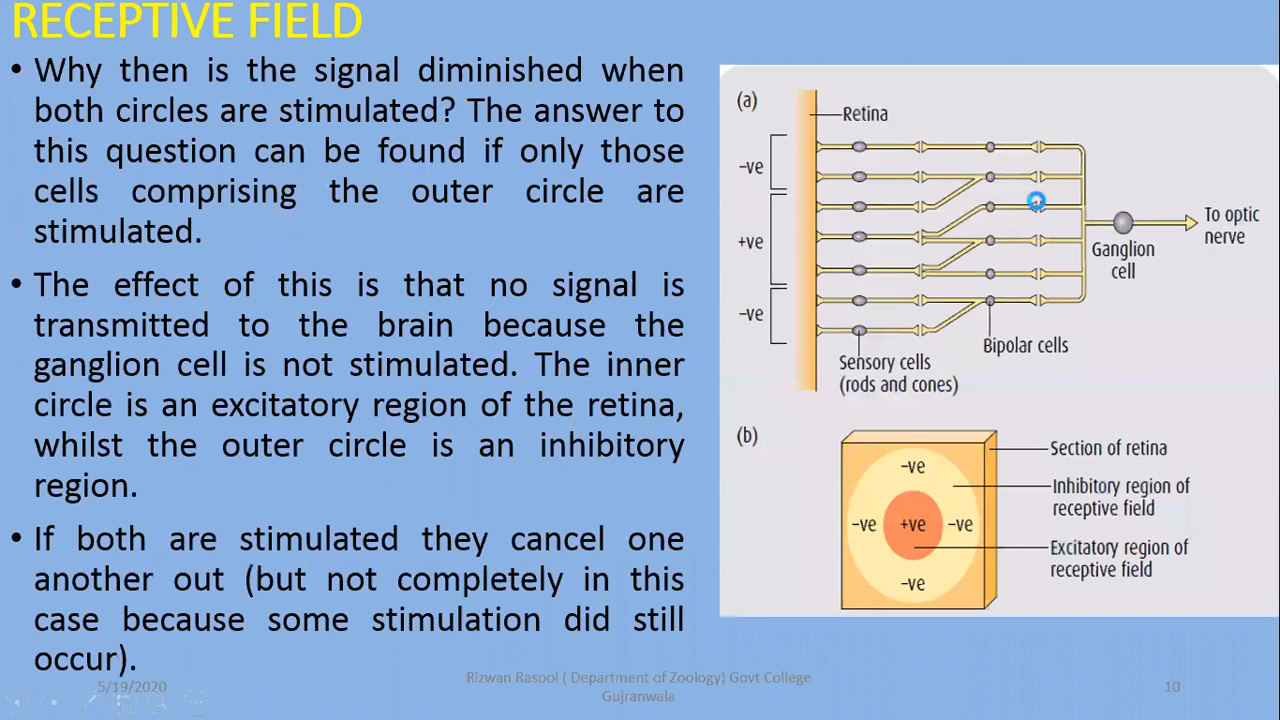 RECEPTIVE FIELD
• Why then is the signal diminished when
both circles are stimulated? The answer to
this question can be found if only those
cells comprising the outer circle are
stimulated.
• The effect of this is that no signal is
transmitted to the brain because the
ganglion cell is not stimulated. The inner
circle is an excitatory region of the retina,
whilst the outer circle is an inhibitory
region.
• If both are stimulated they cancel one
another out (but not completely in this
case because some stimulation did still
occur).
(a)
Retina
–ve
+ve
–ve
To optic
nerve
Ganglion
cell
Bipolar cells
Sensory cells
(rods and cones)
(b)
–ve
–ve
+ve
–ve
–ve
Section of retina
Inhibitory region of
receptive field
Excitatory region of
receptive field
5/19/2020
Rizwan Rasool ( Department of Zoology) Govt College
Gujranwala
10